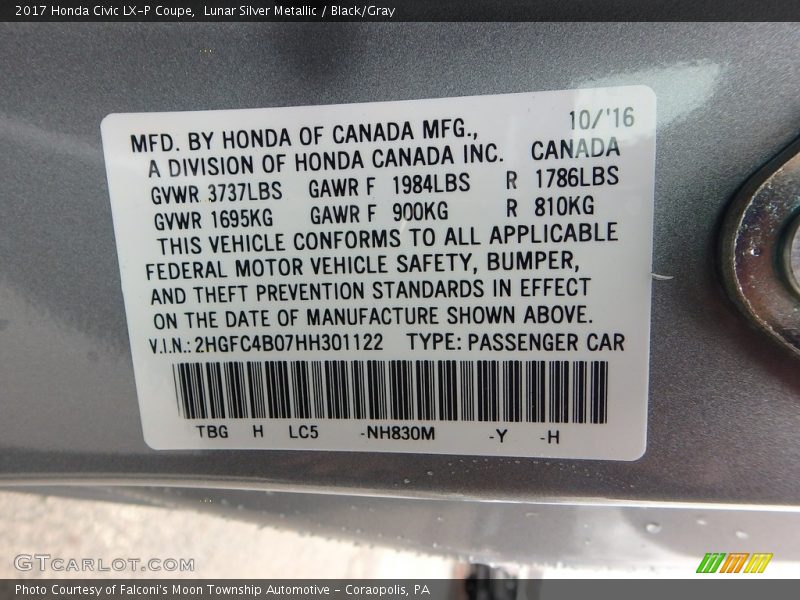 2017 Honda Civic LX-P Coupe,  Lunar Silver Metallic / Black/Gray
10/'16
MFD. BY HONDA OF CANADA MFG.,
A DIVISION OF HONDA CANADA INC. CANADA
GVWR 3737LBS GAWR F 1984LBS R 1786LBS
GVWR 1695KG GAWR F 900KG R 810KG
THIS VEHICLE CONFORMS TO ALL APPLICABLE
FEDERAL MOTOR VEHICLE SAFETY, BUMPER,
AND THEFT PREVENTION STANDARDS IN EFFECT
ON THE DATE OF MANUFACTURE SHOWN ABOVE.
V.I.N.: 2HGFC4B07HH301122 TYPE: PASSENGER CAR
TBG H LC5 -NH830M -Y -H
GTCARLOT.COM
Photo Courtesy of Falconi's Moon Township Automotive - Coraopolis, PA